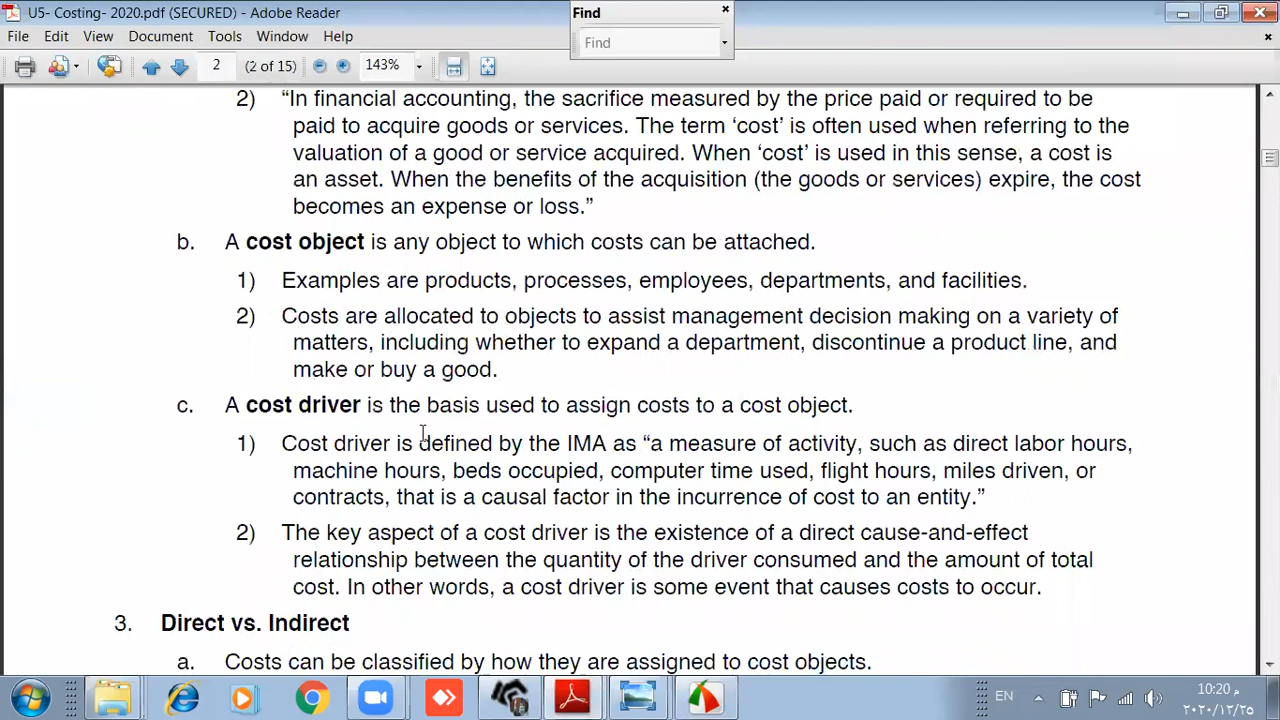 U5- Costing- 2020.pdf (SECURED) - Adobe Reader
Find
File Edit View Document Tools Window Help
Find
2 (2 of 15) 143%
2) “In financial accounting, the sacrifice measured by the price paid or required to be
paid to acquire goods or services. The term ‘cost’ is often used when referring to the
valuation of a good or service acquired. When ‘cost’ is used in this sense, a cost is
an asset. When the benefits of the acquisition (the goods or services) expire, the cost
becomes an expense or loss.”
b. A cost object is any object to which costs can be attached.
1) Examples are products, processes, employees, departments, and facilities.
2) Costs are allocated to objects to assist management decision making on a variety of
matters, including whether to expand a department, discontinue a product line, and
make or buy a good.
c. A cost driver is the basis used to assign costs to a cost object.
1) Cost driver is defined by the IMA as “a measure of activity, such as direct labor hours,
machine hours, beds occupied, computer time used, flight hours, miles driven, or
contracts, that is a causal factor in the incurrence of cost to an entity.”
2) The key aspect of a cost driver is the existence of a direct cause-and-effect
relationship between the quantity of the driver consumed and the amount of total
cost. In other words, a cost driver is some event that causes costs to occur.
3. Direct vs. Indirect
a. Costs can be classified by how they are assigned to cost objects.
EN
10:20 م
٢٠٢٠/١٢/٢٥